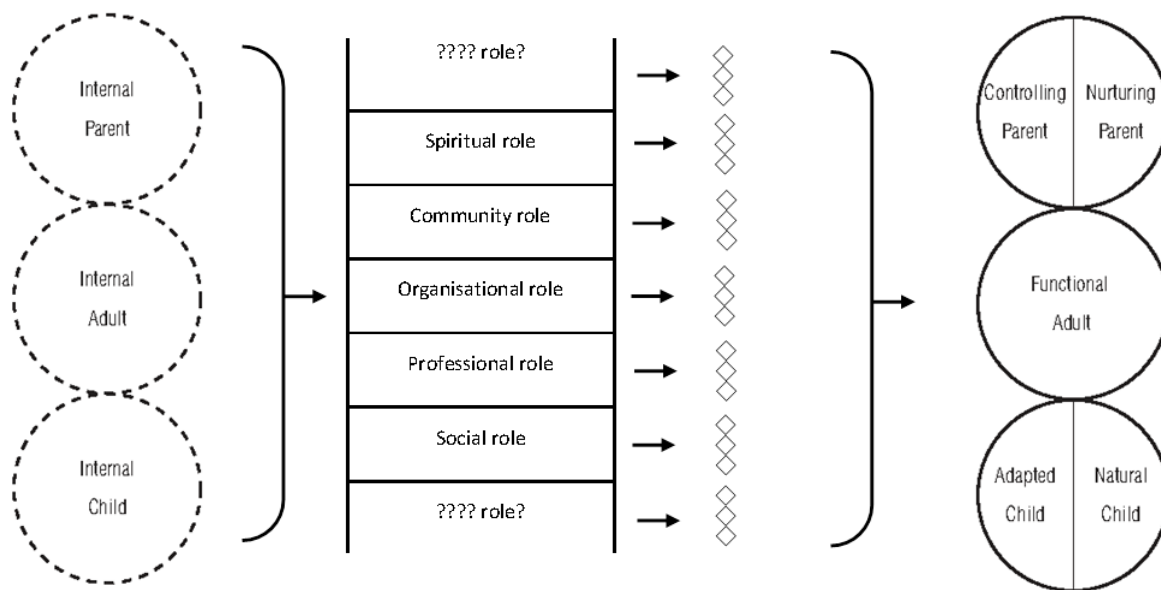 Internal
Parent
Internal
Adult
Internal
Child
???? role?
Spiritual role
Community role
Organisational role
Professional role
Social role
???? role?
Controlling
Parent
Nurturing
Parent
Functional
Adult
Adapted
Child
Natural
Child